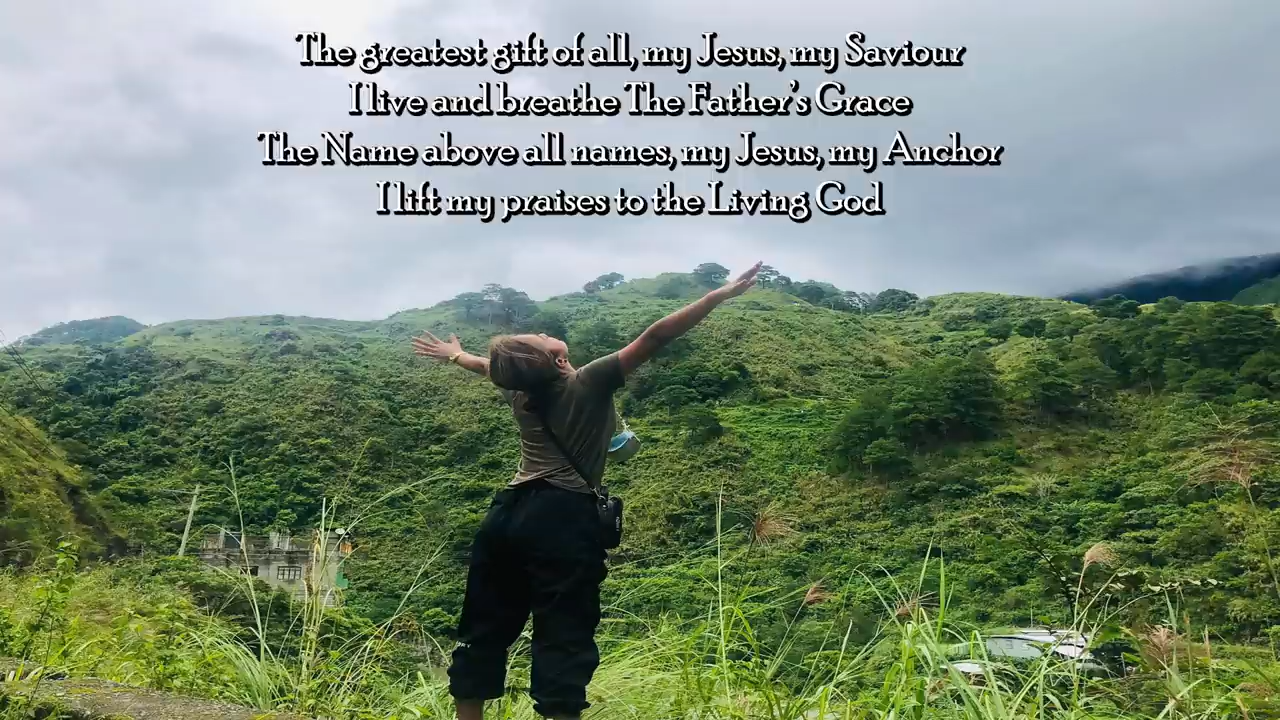 The greatest gift of all, my Jesus, my Saviour
I live and breathe The Father's Grace
The Name above all names, my Jesus, my Anchor
I lift my praises to the Living God